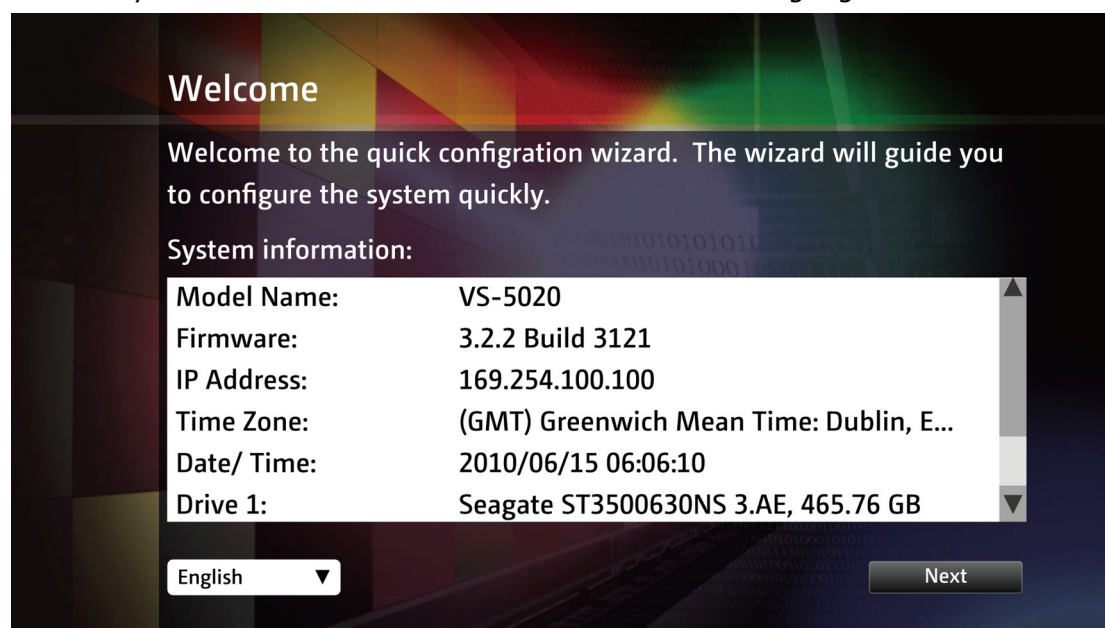 Welcome
Welcome to the quick configration wizard. The wizard will guide you
to configure the system quickly.
System information:
Model Name: VS-5020
Firmware: 3.2.2 Build 3121
IP Address: 169.254.100.100
Time Zone: (GMT) Greenwich Mean Time: Dublin, E...
Date/ Time: 2010/06/15 06:06:10
Drive 1: Seagate ST3500630NS 3.AE, 465.76 GB
English
Next